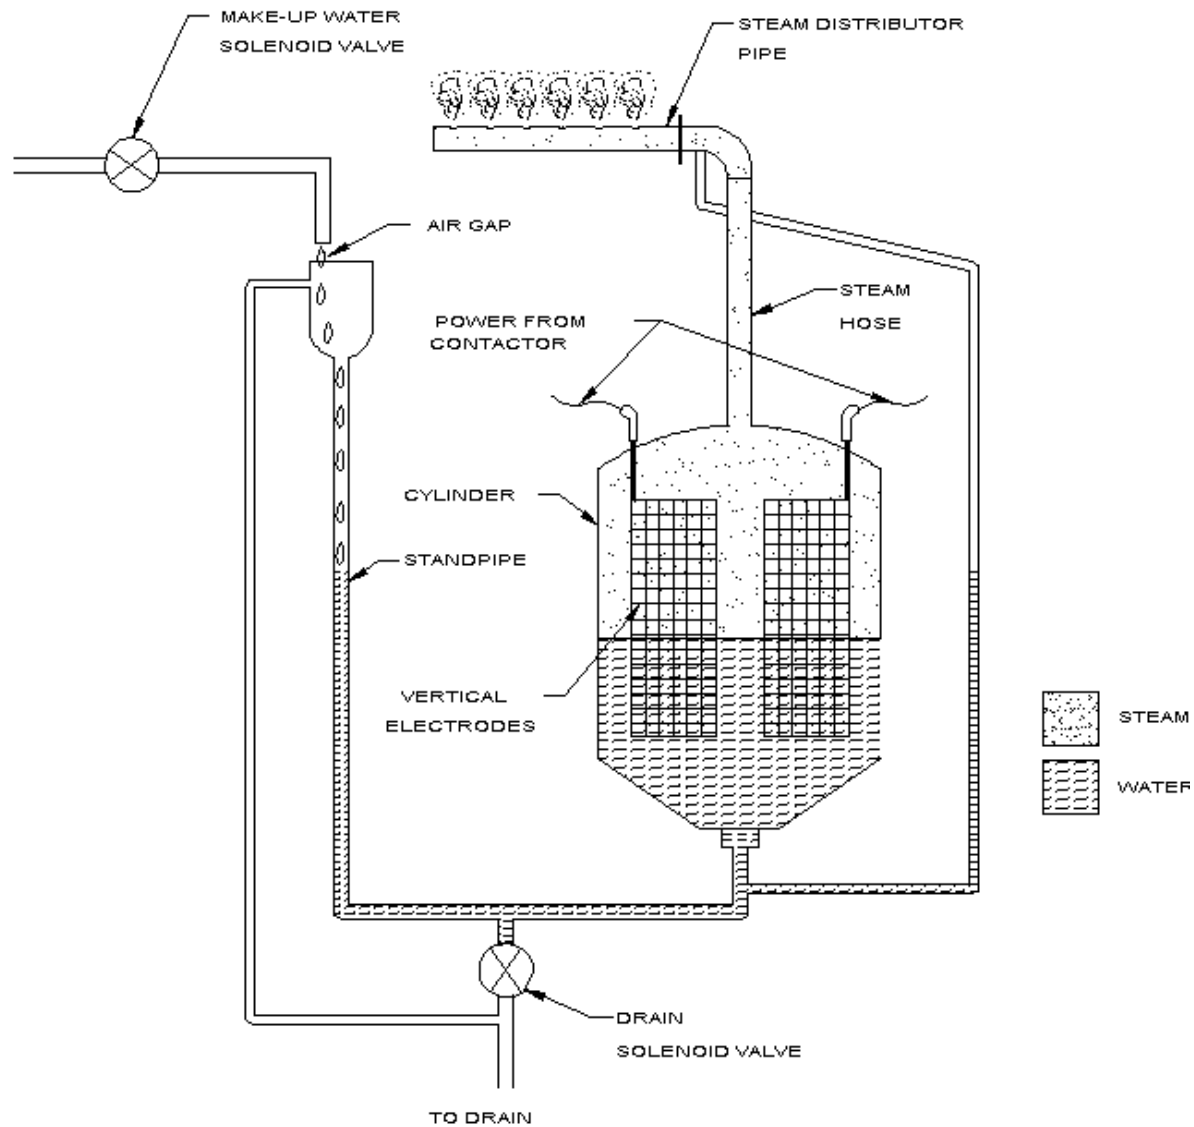 MAKE-UP WATER
SOLENOID VALVE
STEAM DISTRIBUTOR
PIPE
AIR GAP
STEAM
HOSE
POWER FROM
CONTACTOR
CYLINDER
STANDPIPE
VERTICAL
ELECTRODES
STEAM
WATER
DRAIN
SOLENOID VALVE
TO DRAIN